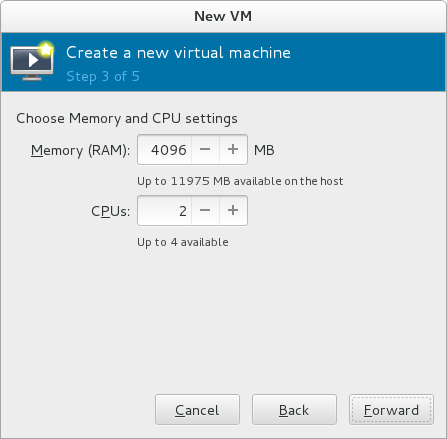 New VM
Create a new virtual machine
Step 3 of 5
Choose Memory and CPU settings
Memory (RAM): 4096 − + MB
Up to 11975 MB available on the host
CPUs: 2 − +
Up to 4 available
Cancel Back Forward